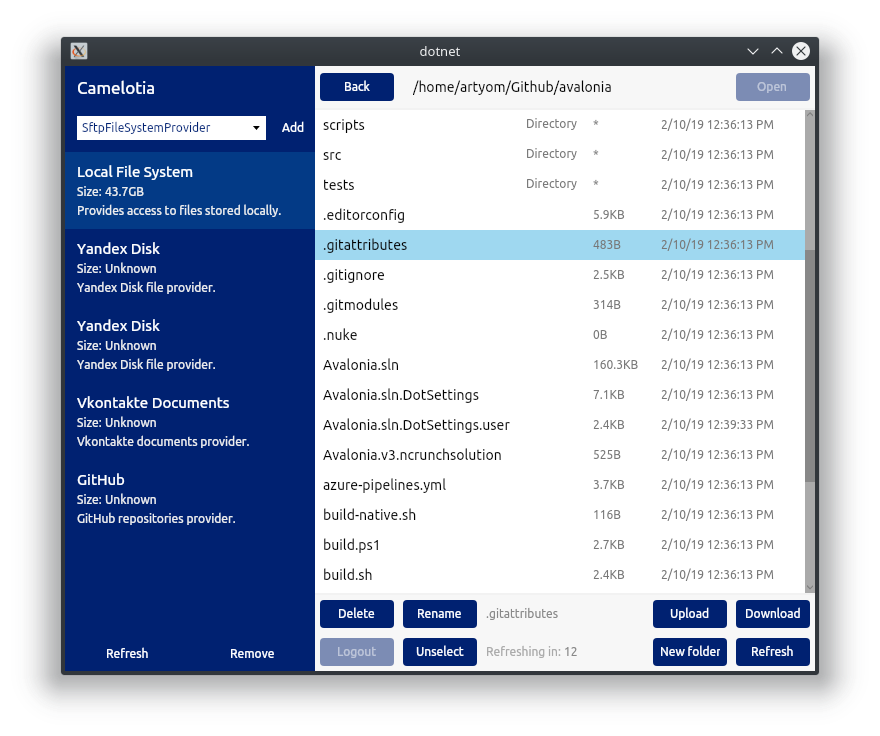 dotnet
Camelotia
SftpFileSystemProvider Add
Local File System
Size: 43.7GB
Provides access to files stored locally.
Yandex Disk
Size: Unknown
Yandex Disk file provider.
Yandex Disk
Size: Unknown
Yandex Disk file provider.
Vkontakte Documents
Size: Unknown
Vkontakte documents provider.
GitHub
Size: Unknown
GitHub repositories provider.
Refresh Remove
Back /home/artyom/Github/avalonia Open
scripts Directory * 2/10/19 12:36:13 PM
src Directory * 2/10/19 12:36:13 PM
tests Directory * 2/10/19 12:36:13 PM
.editorconfig 5.9KB 2/10/19 12:36:13 PM
.gitattributes 483B 2/10/19 12:36:13 PM
.gitignore 2.5KB 2/10/19 12:36:13 PM
.gitmodules 314B 2/10/19 12:36:13 PM
.nuke 0B 2/10/19 12:36:13 PM
Avalonia.sln 160.3KB 2/10/19 12:36:13 PM
Avalonia.sln.DotSettings 7.1KB 2/10/19 12:36:13 PM
Avalonia.sln.DotSettings.user 2.4KB 2/10/19 12:39:33 PM
Avalonia.v3.ncrunchsolution 525B 2/10/19 12:36:13 PM
azure-pipelines.yml 3.7KB 2/10/19 12:36:13 PM
build-native.sh 116B 2/10/19 12:36:13 PM
build.ps1 2.7KB 2/10/19 12:36:13 PM
build.sh 2.4KB 2/10/19 12:36:13 PM
Delete Rename .gitattributes Upload Download
Logout Unselect Refreshing in: 12 New folder Refresh